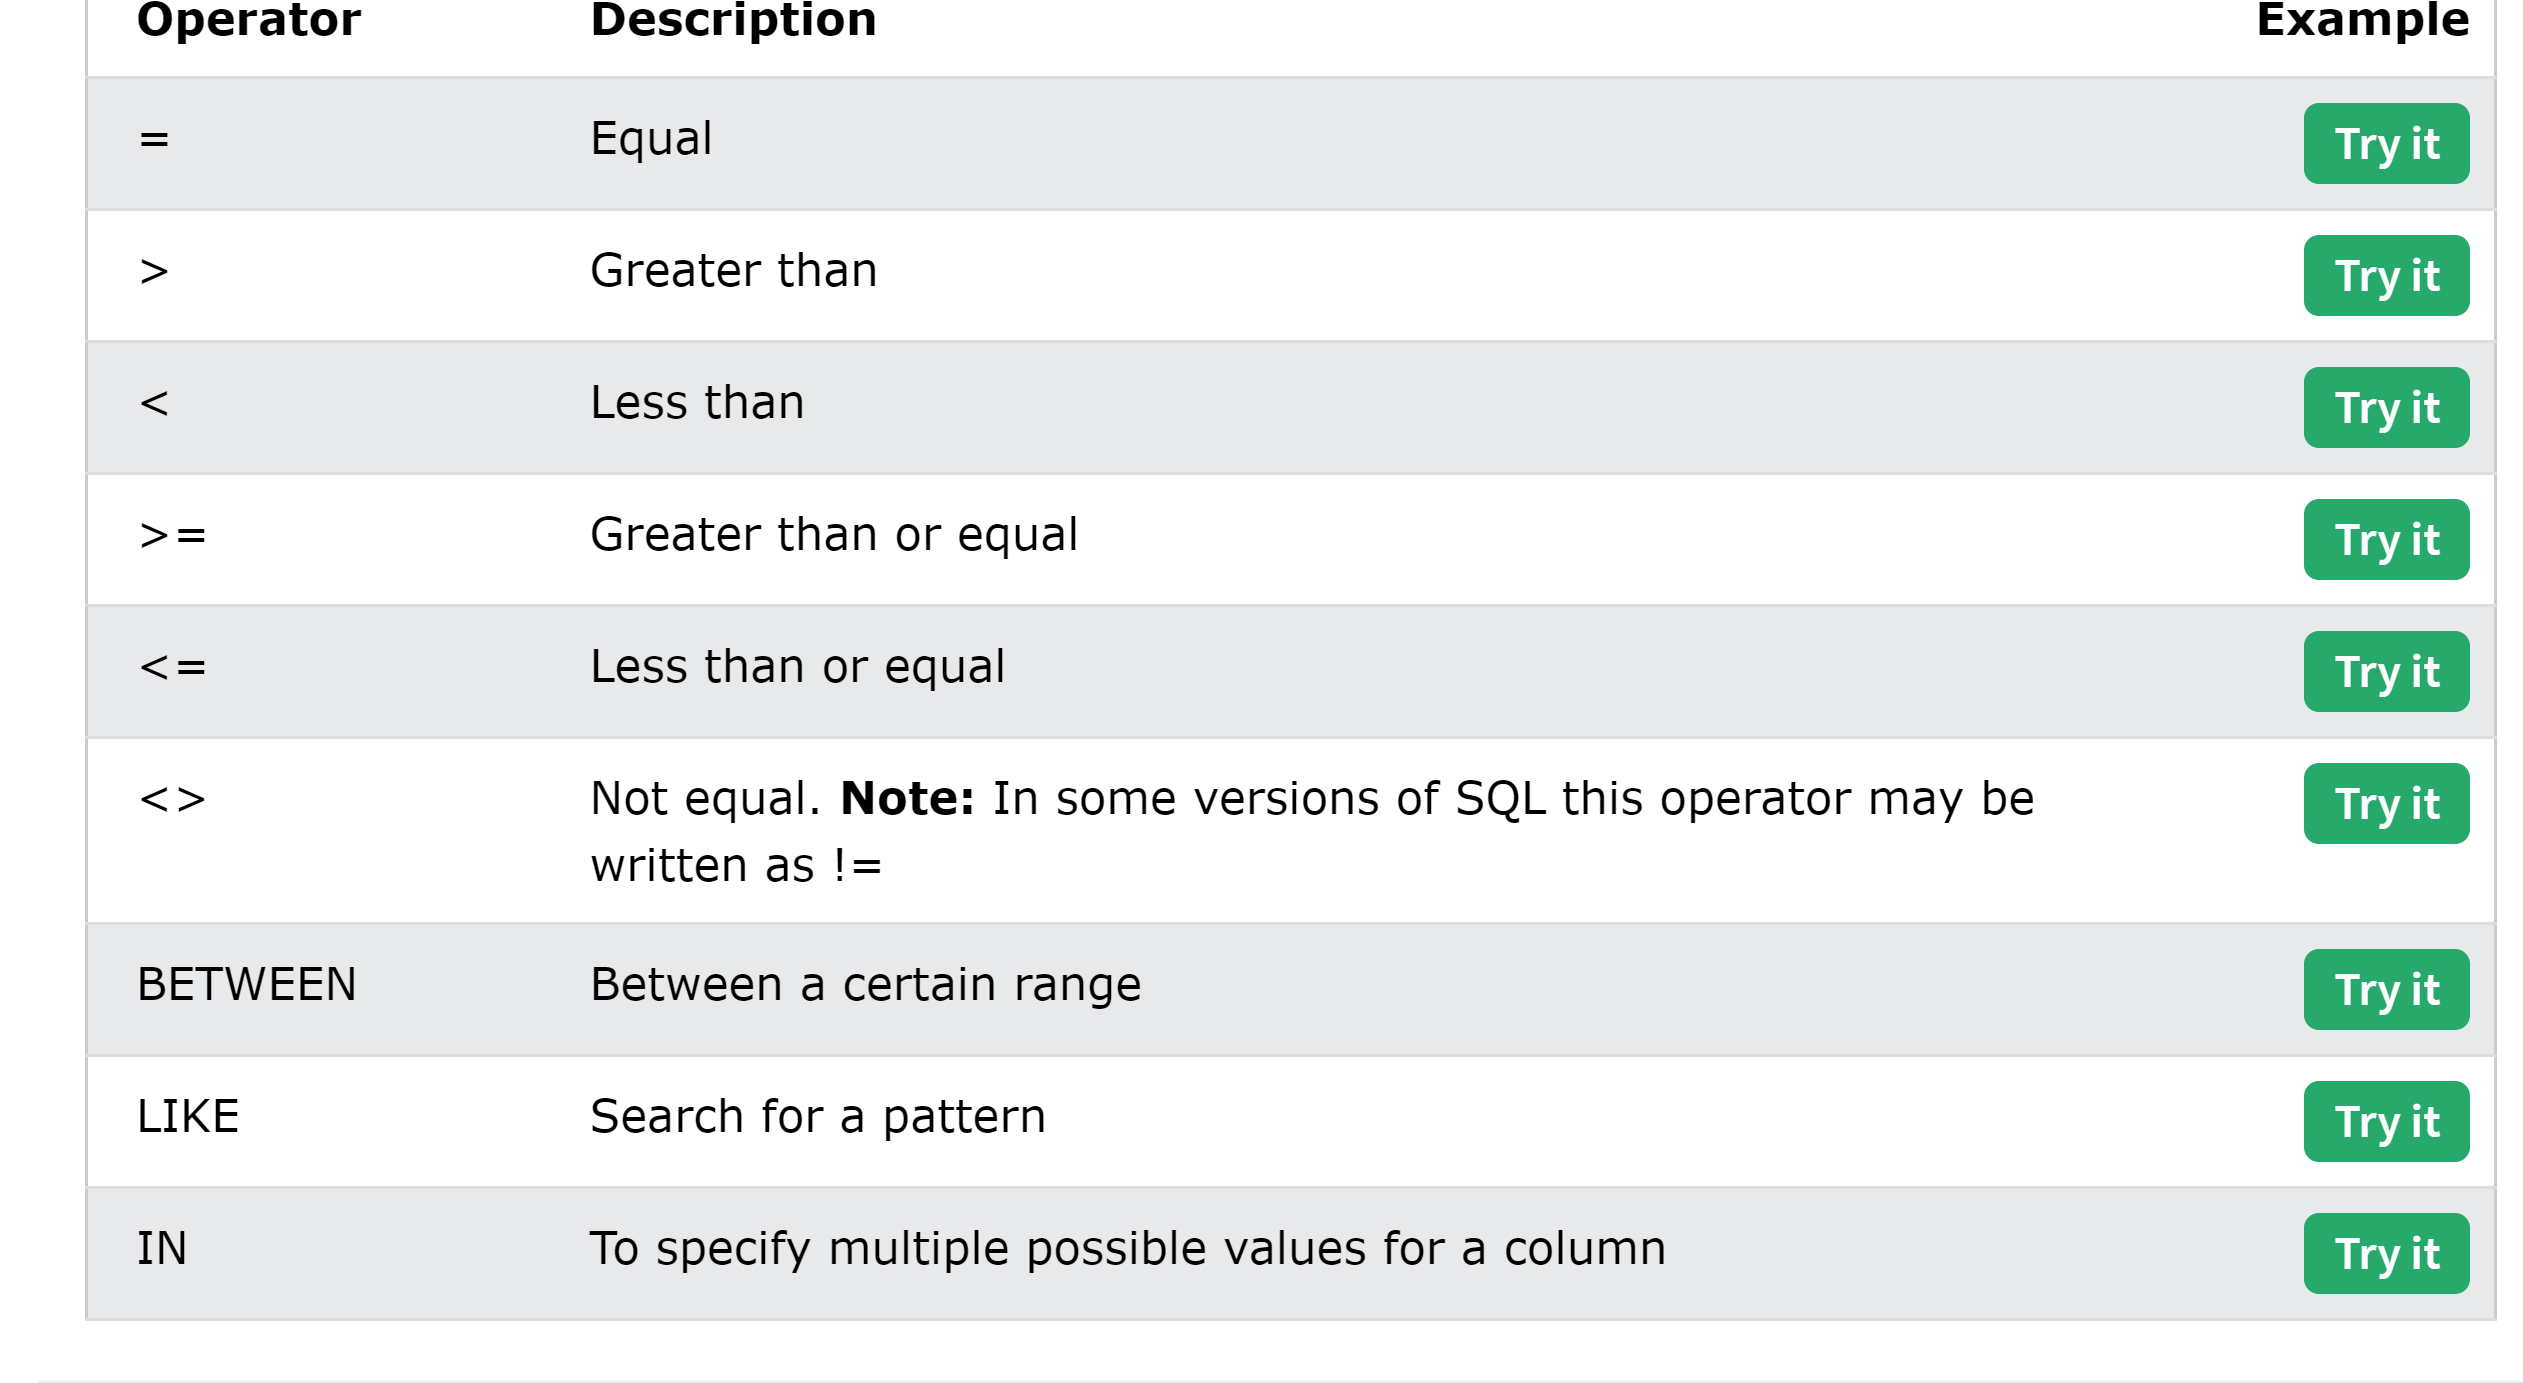 Operator Description Example
= Equal Try it
> Greater than Try it
< Less than Try it
>= Greater than or equal Try it
<= Less than or equal Try it
<> Not equal. Note: In some versions of SQL this operator may be Try it
written as !=
BETWEEN Between a certain range Try it
LIKE Search for a pattern Try it
IN To specify multiple possible values for a column Try it